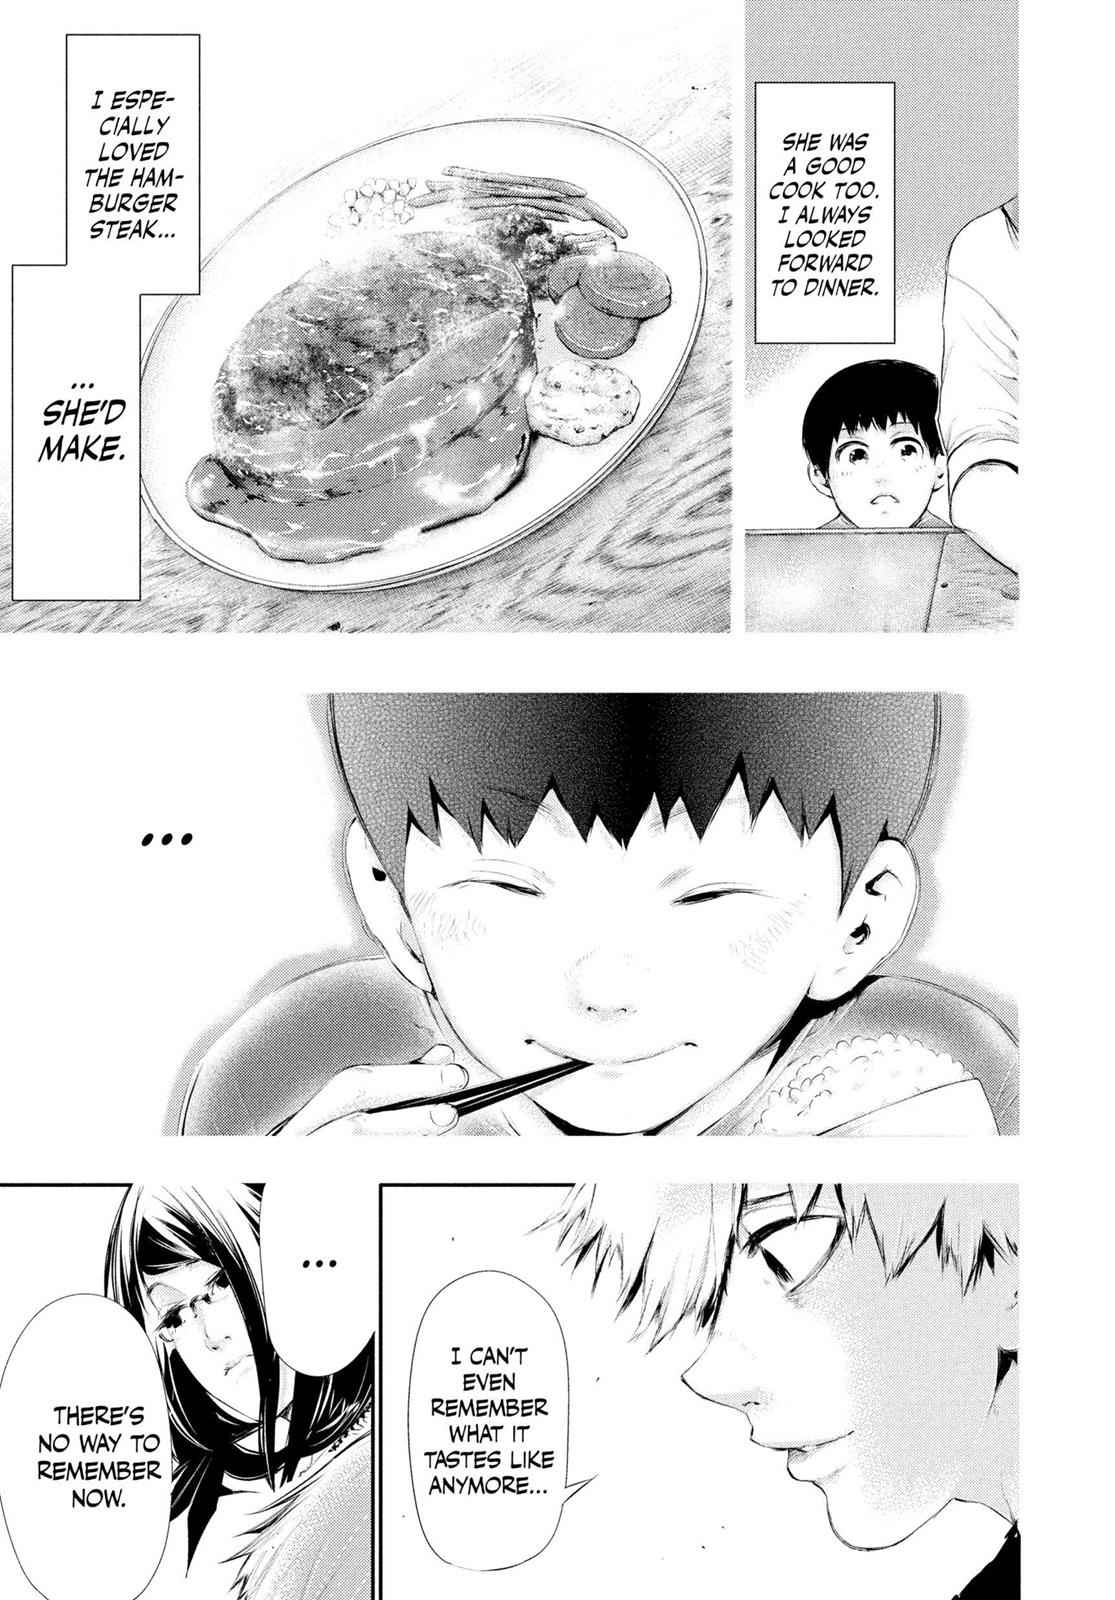 SHE WAS
A GOOD
COOK TOO.
I ALWAYS
LOOKED
FORWARD
TO DINNER.
I ESPE-
CIALLY
LOVED
THE HAM-
BURGER
STEAK...
...
SHE'D
MAKE.
...
I CAN'T
EVEN
REMEMBER
WHAT IT
TASTES LIKE
ANYMORE...
...
THERE'S
NO WAY TO
REMEMBER
NOW.